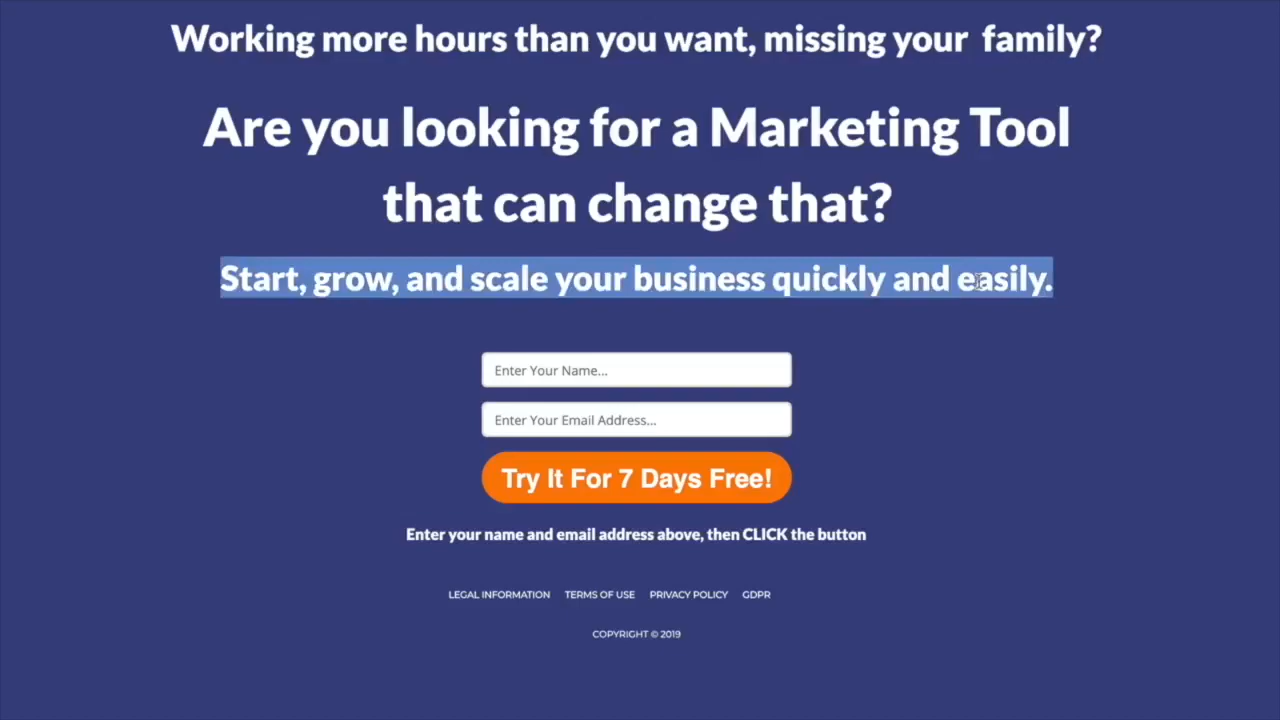 Working more hours than you want, missing your family?
Are you looking for a Marketing Tool
that can change that?
Start, grow, and scale your business quickly and easily.
Enter Your Name...
Enter Your Email Address...
Try It For 7 Days Free!
Enter your name and email address above, then CLICK the button
LEGAL INFORMATION TERMS OF USE PRIVACY POLICY GDPR
COPYRIGHT © 2019